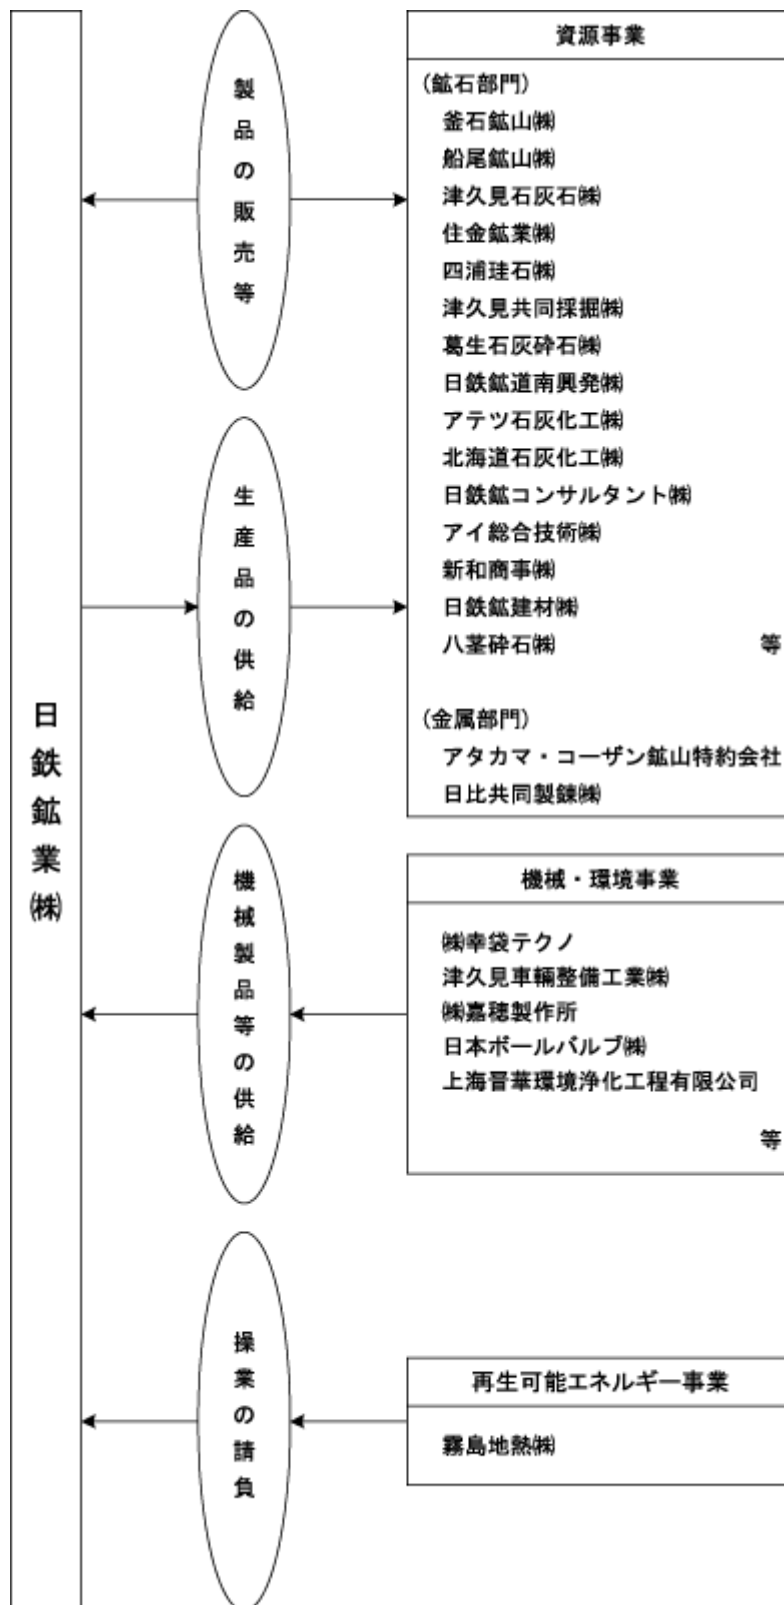 日鉄鉱業㈱
製品の販売等
生産品の供給
機械製品等の供給
操業の請負
資源事業
(鉱石部門)
釜石鉱山㈱
船尾鉱山㈱
津久見石灰石㈱
住金鉱業㈱
四浦珪石㈱
津久見共同採掘㈱
葛生石灰砕石㈱
日鉄鉱道南興発㈱
アテツ石灰化工㈱
北海道石灰化工㈱
日鉄鉱コンサルタント㈱
アイ総合技術㈱
新和商事㈱
日鉄鉱建材㈱
八茎砕石㈱ 等
(金属部門)
アタカマ・コーザン鉱山特約会社
日比共同製錬㈱
機械・環境事業
㈱幸袋テクノ
津久見車輛整備工業㈱
㈱嘉穂製作所
日本ボールバルブ㈱
上海晋華環境浄化工程有限公司
等
再生可能エネルギー事業
霧島地熱㈱